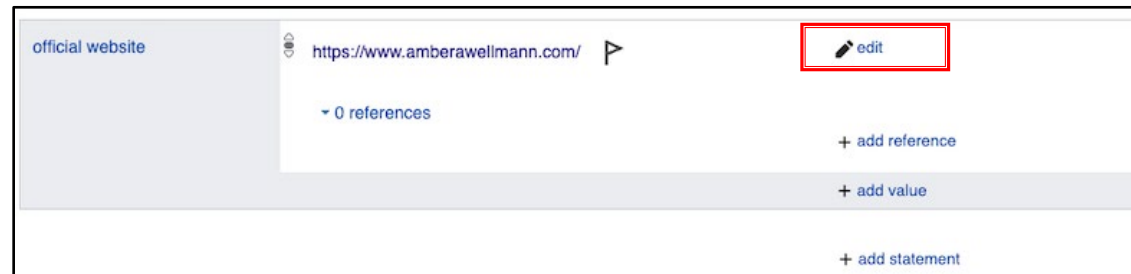 official website
https://www.amberawellmann.com/
edit
0 references
+ add reference
+ add value
+ add statement